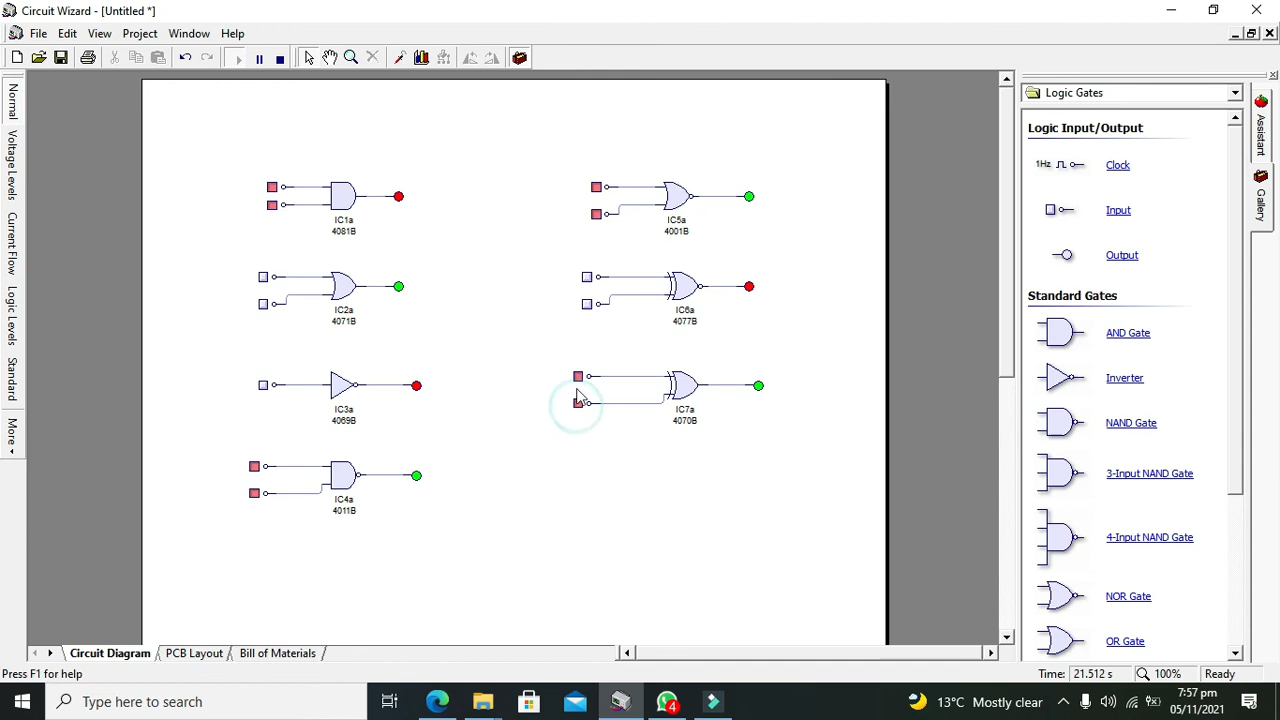 Circuit Wizard - [Untitled *]
File Edit View Project Window Help
Normal
Voltage Levels
Current Flow
Logic Levels
Standard
More
IC1a
4081B
IC5a
4001B
IC2a
4071B
IC6a
4077B
IC3a
4069B
IC7a
4070B
IC4a
4011B
Logic Gates
Logic Input/Output
1Hz Clock
Input
Output
Standard Gates
AND Gate
Inverter
NAND Gate
3-Input NAND Gate
4-Input NAND Gate
NOR Gate
OR Gate
Assistant
Gallery
Circuit Diagram PCB Layout Bill of Materials
Press F1 for help Time: 21.512 s 100% Ready
Type here to search 4 13°C Mostly clear 7:57 pm
05/11/2021